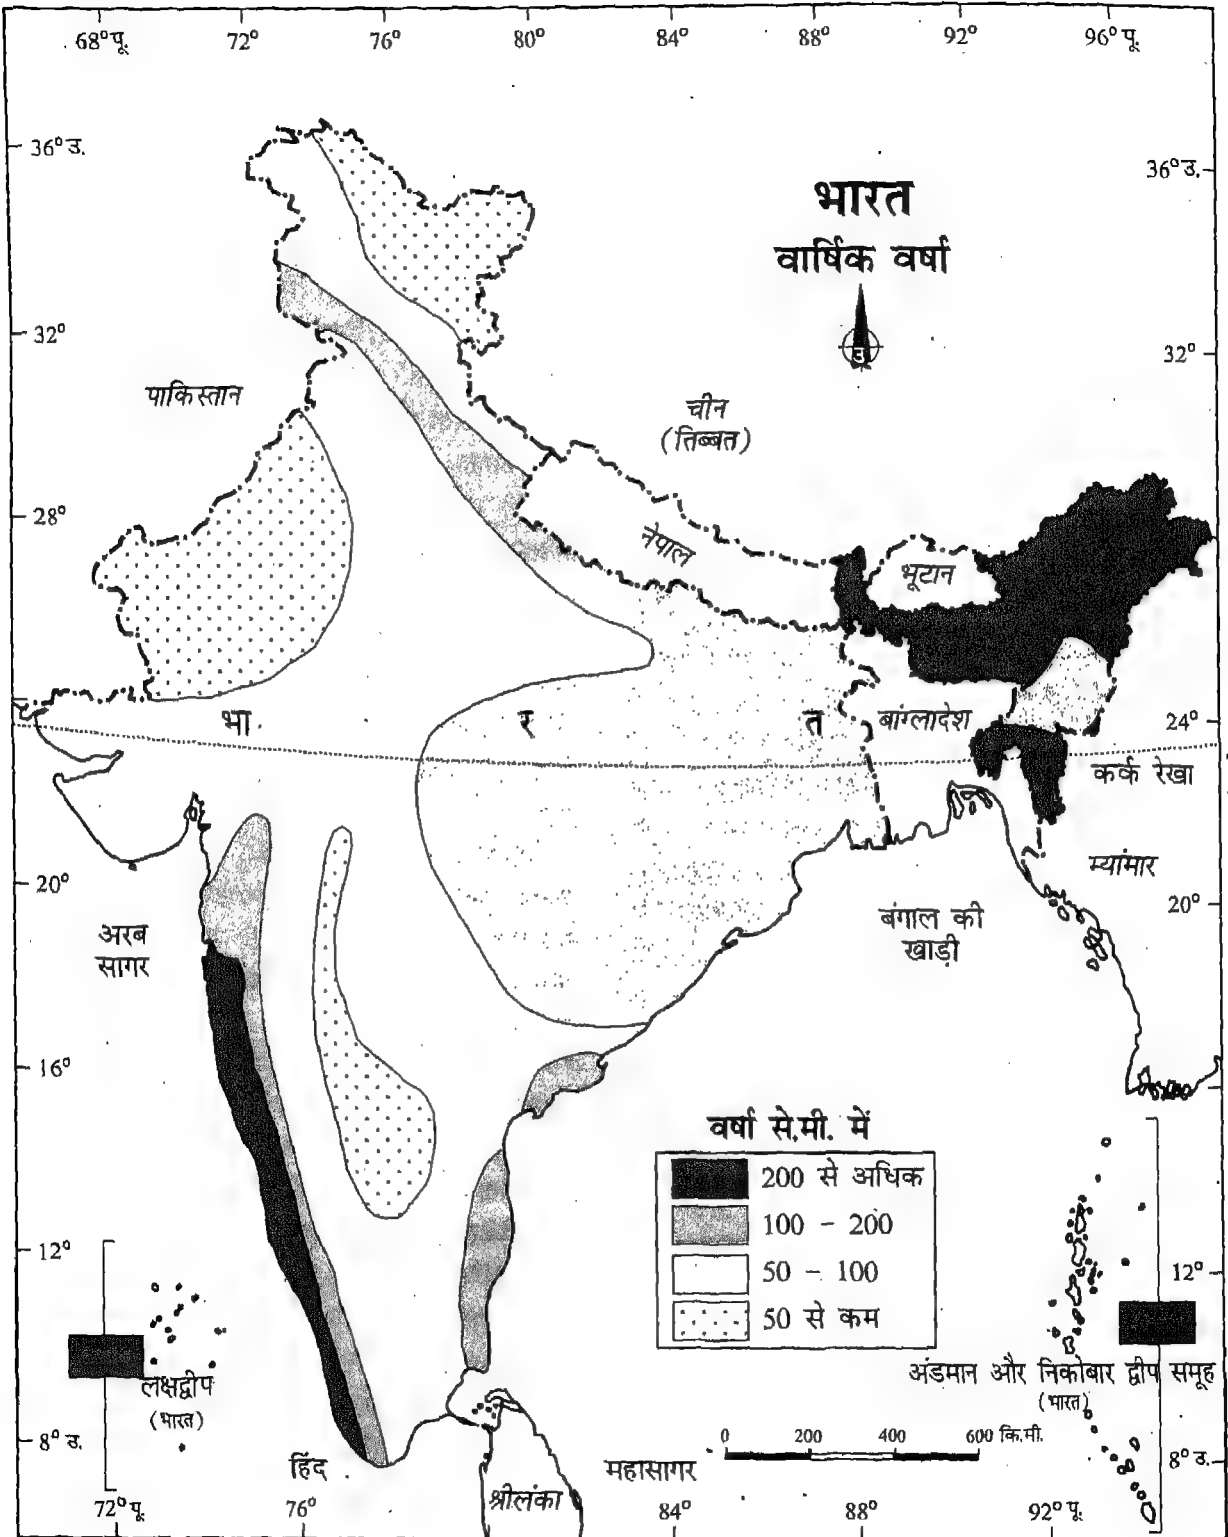 68° पू.
72°
76°
80°
84°
88°
92°
96° पू.
36° उ.
36° उ.
भारत
वार्षिक वर्षा
उ
32°
32°
पाकिस्तान
चीन
(तिब्बत)
28°
नेपाल
भूटान
भा
र
त
बांग्लादेश
24°
कर्क रेखा
म्यांमार
20°
20°
अरब
सागर
बंगाल की
खाड़ी
16°
वर्षा से.मी. में
200 से अधिक
100 - 200
50 - 100
50 से कम
12°
12°
लक्षद्वीप
(भारत)
अंडमान और निकोबार द्वीप समूह
(भारत)
0 200 400 600 कि.मी.
8° उ.
8° उ.
हिंद
महासागर
श्रीलंका
72° पू.
76°
84°
88°
92° पू.